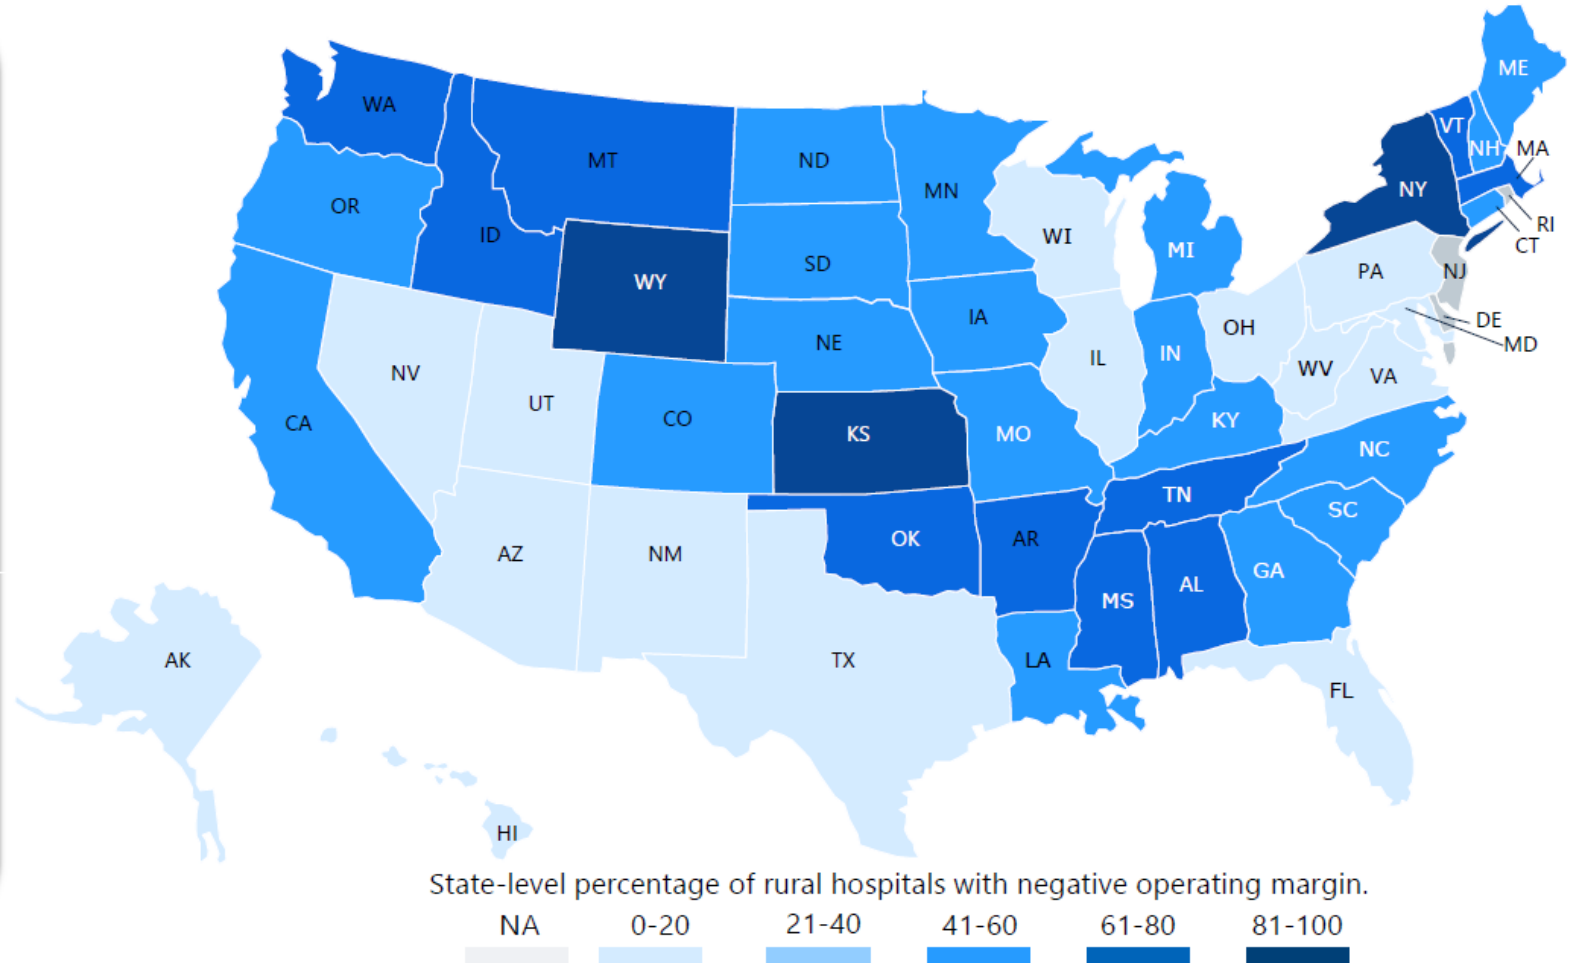 ME
WA
VT
NH
MA
MT
ND
MN
NY
OR
RI
ID
WI
CT
MI
SD
PA
NJ
WY
IA
DE
OH
MD
NE
IN
IL
WV
VA
NV
UT
CO
KS
MO
KY
CA
NC
TN
SC
AZ
NM
OK
AR
GA
MS
AL
AK
TX
LA
FL
HI
State-level percentage of rural hospitals with negative operating margin.
NA 0-20 21-40 41-60 61-80 81-100